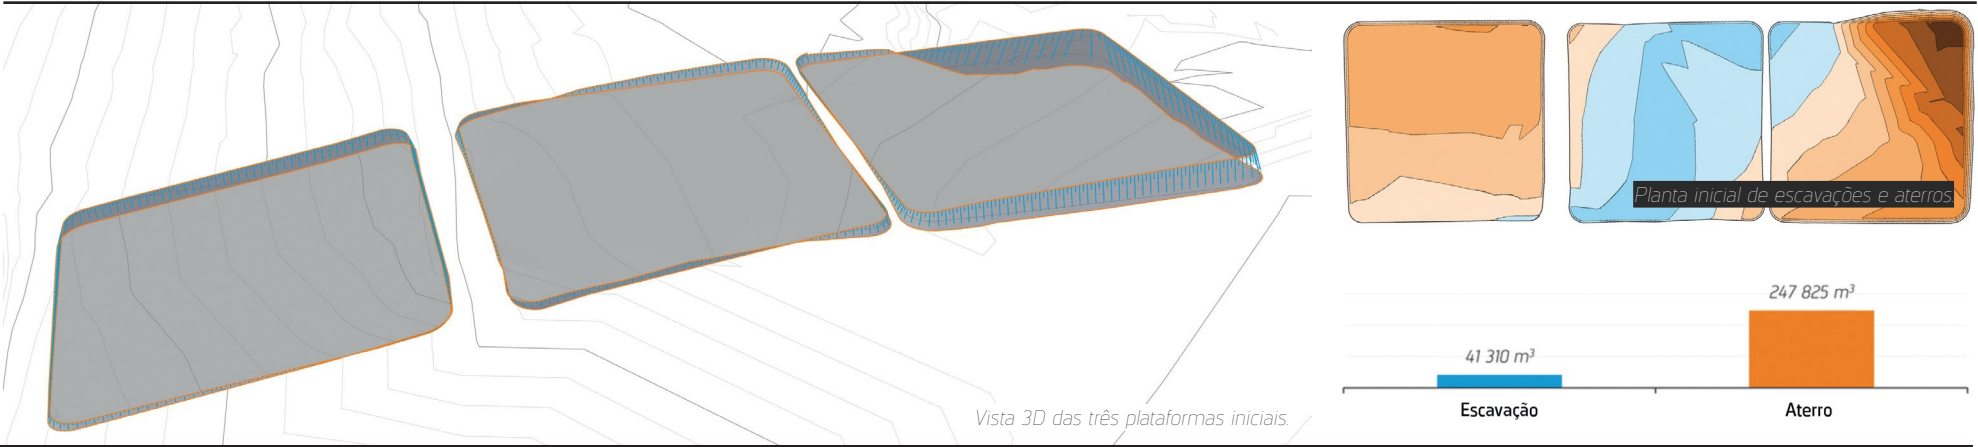 Planta inicial de escavações e aterros.
247 825 m³
41 310 m³
Vista 3D das três plataformas iniciais.
Escavação
Aterro